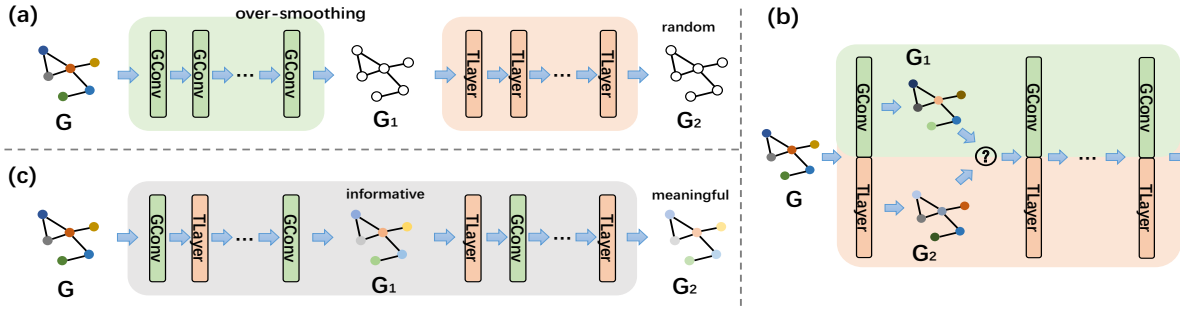 (a)
over-smoothing
random
GConv
GConv
...
GConv
TLayer
TLayer
...
TLayer
G
G1
G2
(c)
informative
meaningful
GConv
TLayer
...
GConv
TLayer
GConv
...
TLayer
G
G1
G2
(b)
G1
GConv
GConv
GConv
?
...
G
TLayer
TLayer
TLayer
G2